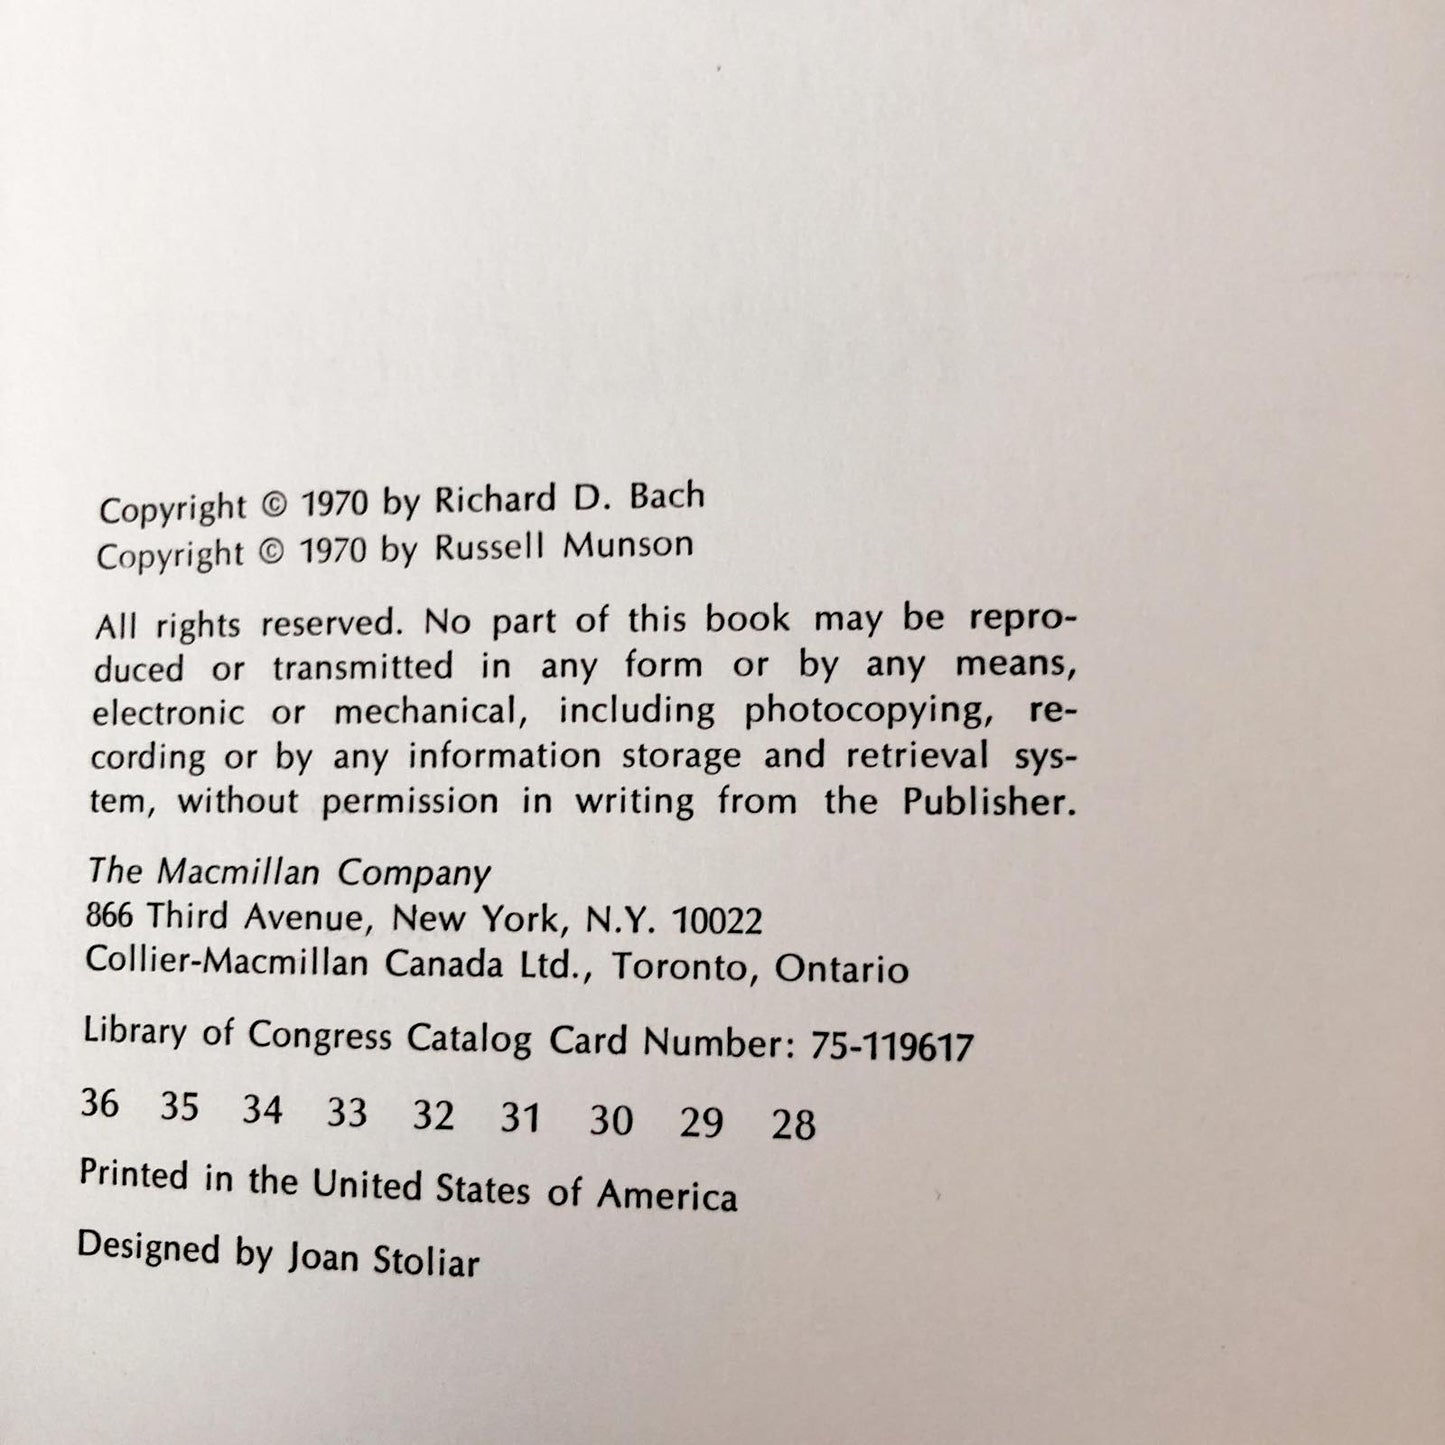 Copyright © 1970 by Richard D. Bach
Copyright © 1970 by Russell Munson
All rights reserved. No part of this book may be repro-
duced or transmitted in any form or by any means,
electronic or mechanical, including photocopying, re-
cording or by any information storage and retrieval sys-
tem, without permission in writing from the Publisher.
The Macmillan Company
866 Third Avenue, New York, N.Y. 10022
Collier-Macmillan Canada Ltd., Toronto, Ontario
Library of Congress Catalog Card Number: 75-119617
36 35 34 33 32 31 30 29 28
Printed in the United States of America
Designed by Joan Stoliar